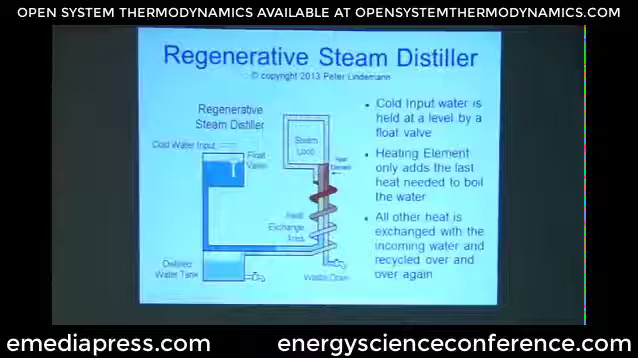 OPEN SYSTEM THERMODYNAMICS AVAILABLE AT OPENSYSTEMTHERMODYNAMICS.COM
Regenerative Steam Distiller
© copyright 2013 Peter Lindemann
Regenerative
Steam Distiller
Cold Water Input
Float
Valve
Steam
Loop
Heat
Element
Heat
Exchange
Area
Distilled
Water Tank
Waste Drain
• Cold Input water is
held at a level by a
float valve
• Heating Element
only adds the last
heat needed to boil
the water
• All other heat is
exchanged with the
incoming water and
recycled over and
over again
emediapress.com
energyscienceconference.com